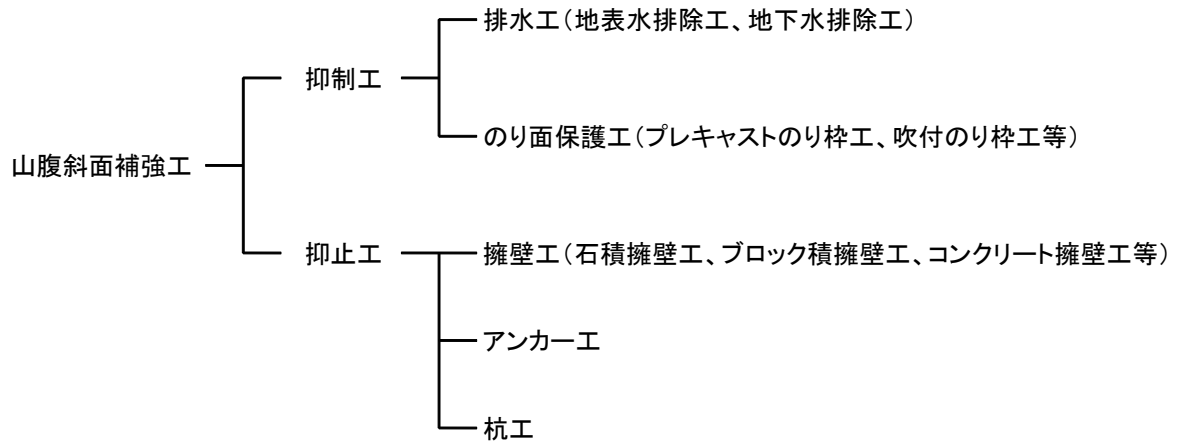 排水工（地表水排除工、地下水排除工）
抑制工
のり面保護工（プレキャストのり枠工、吹付のり枠工等）
山腹斜面補強工
抑止工
擁壁工（石積擁壁工、ブロック積擁壁工、コンクリート擁壁工等）
アンカー工
杭工